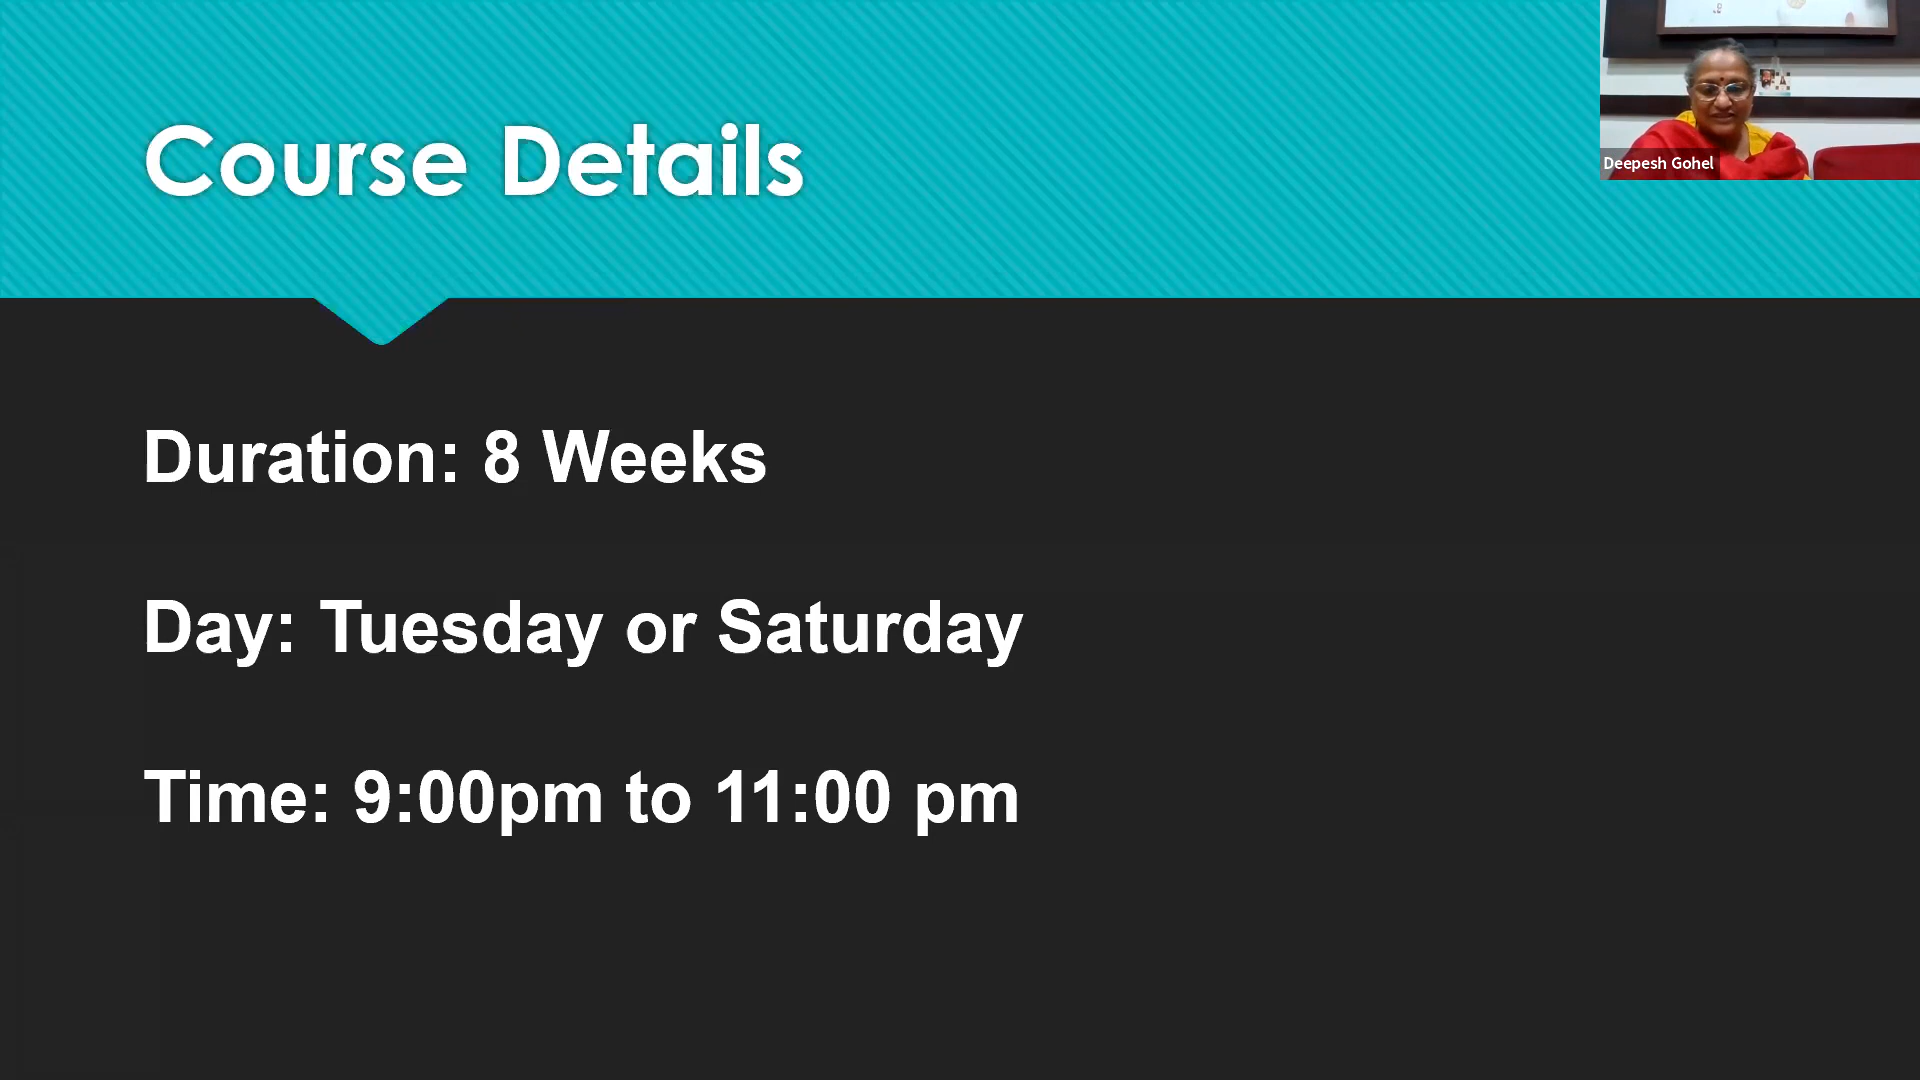 Course Details
Deepesh Gohel
Duration: 8 Weeks
Day: Tuesday or Saturday
Time: 9:00pm to 11:00 pm